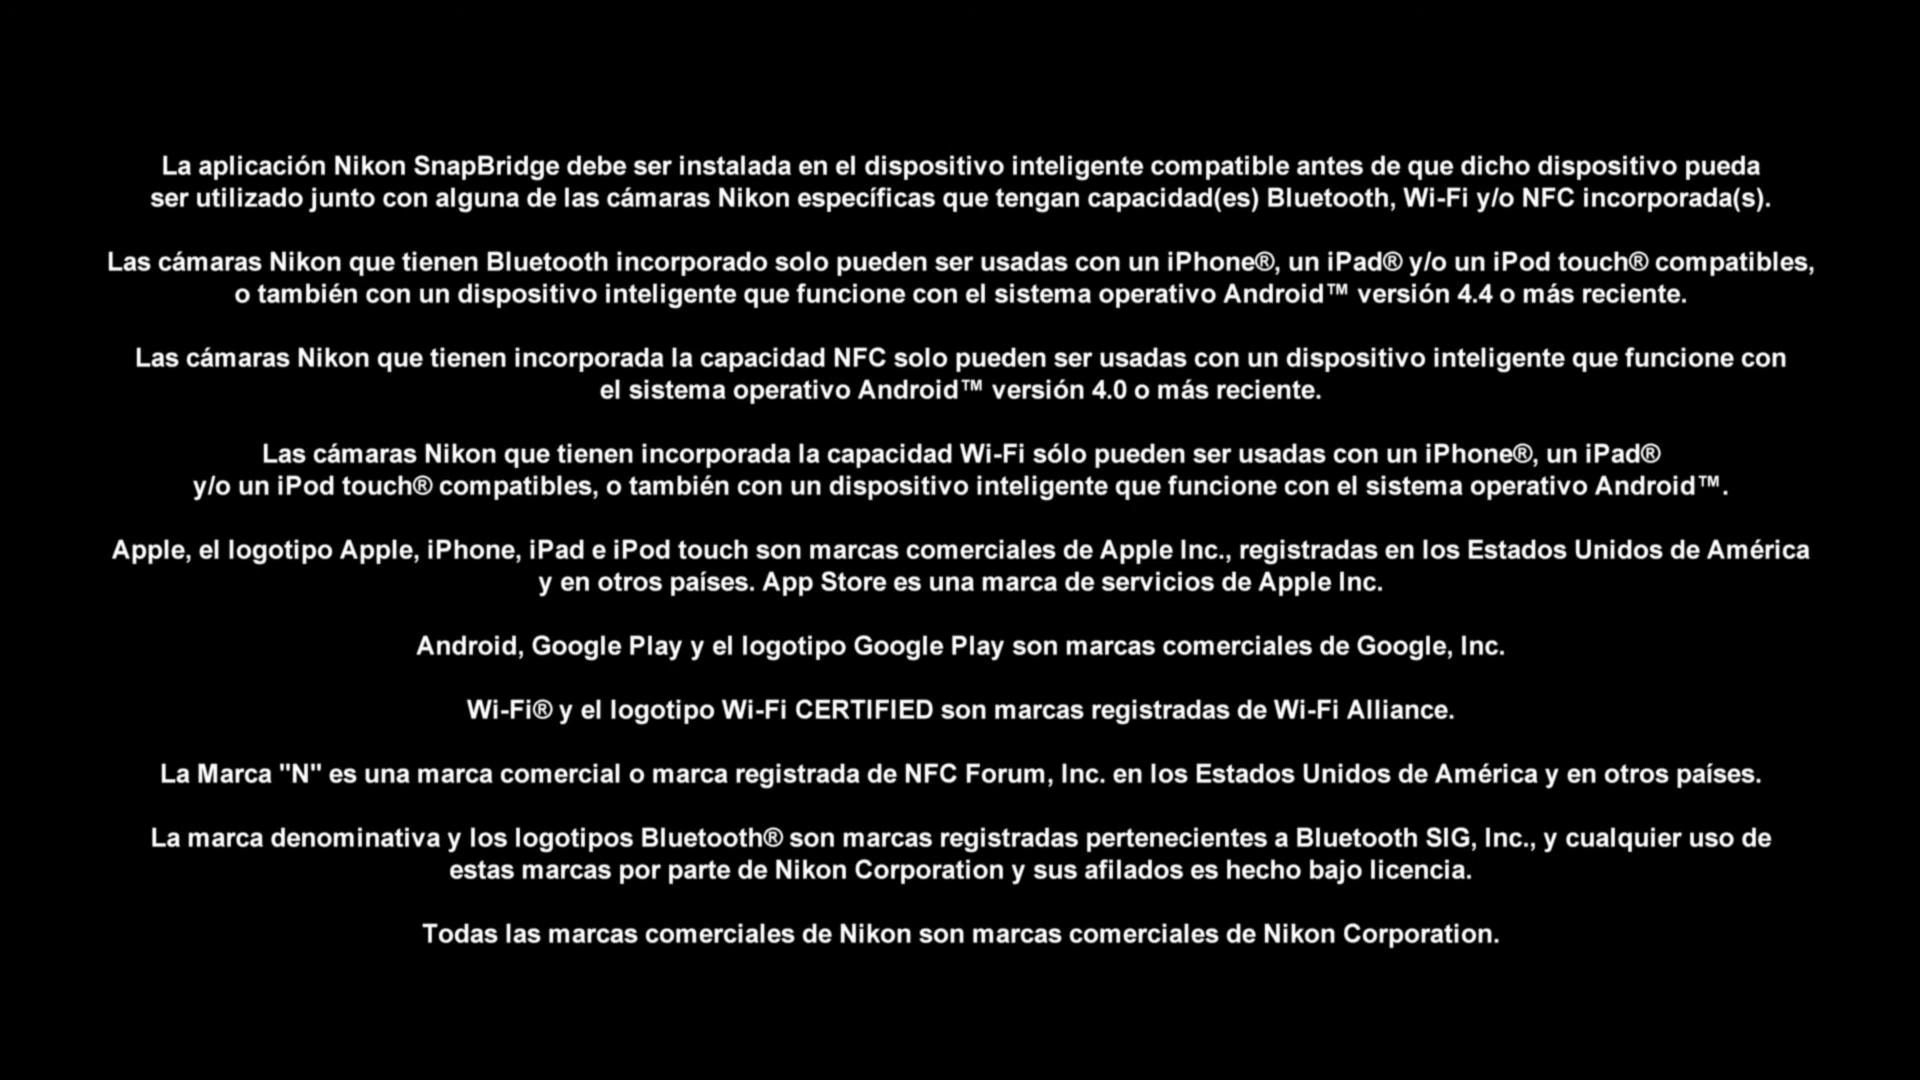 La aplicación Nikon SnapBridge debe ser instalada en el dispositivo inteligente compatible antes de que dicho dispositivo pueda
ser utilizado junto con alguna de las cámaras Nikon específicas que tengan capacidad(es) Bluetooth, Wi-Fi y/o NFC incorporada(s).
Las cámaras Nikon que tienen Bluetooth incorporado solo pueden ser usadas con un iPhone®, un iPad® y/o un iPod touch® compatibles,
o también con un dispositivo inteligente que funcione con el sistema operativo Android™ versión 4.4 o más reciente.
Las cámaras Nikon que tienen incorporada la capacidad NFC solo pueden ser usadas con un dispositivo inteligente que funcione con
el sistema operativo Android™ versión 4.0 o más reciente.
Las cámaras Nikon que tienen incorporada la capacidad Wi-Fi sólo pueden ser usadas con un iPhone®, un iPad®
y/o un iPod touch® compatibles, o también con un dispositivo inteligente que funcione con el sistema operativo Android™.
Apple, el logotipo Apple, iPhone, iPad e iPod touch son marcas comerciales de Apple Inc., registradas en los Estados Unidos de América
y en otros países. App Store es una marca de servicios de Apple Inc.
Android, Google Play y el logotipo Google Play son marcas comerciales de Google, Inc.
Wi-Fi® y el logotipo Wi-Fi CERTIFIED son marcas registradas de Wi-Fi Alliance.
La Marca "N" es una marca comercial o marca registrada de NFC Forum, Inc. en los Estados Unidos de América y en otros países.
La marca denominativa y los logotipos Bluetooth® son marcas registradas pertenecientes a Bluetooth SIG, Inc., y cualquier uso de
estas marcas por parte de Nikon Corporation y sus afilados es hecho bajo licencia.
Todas las marcas comerciales de Nikon son marcas comerciales de Nikon Corporation.